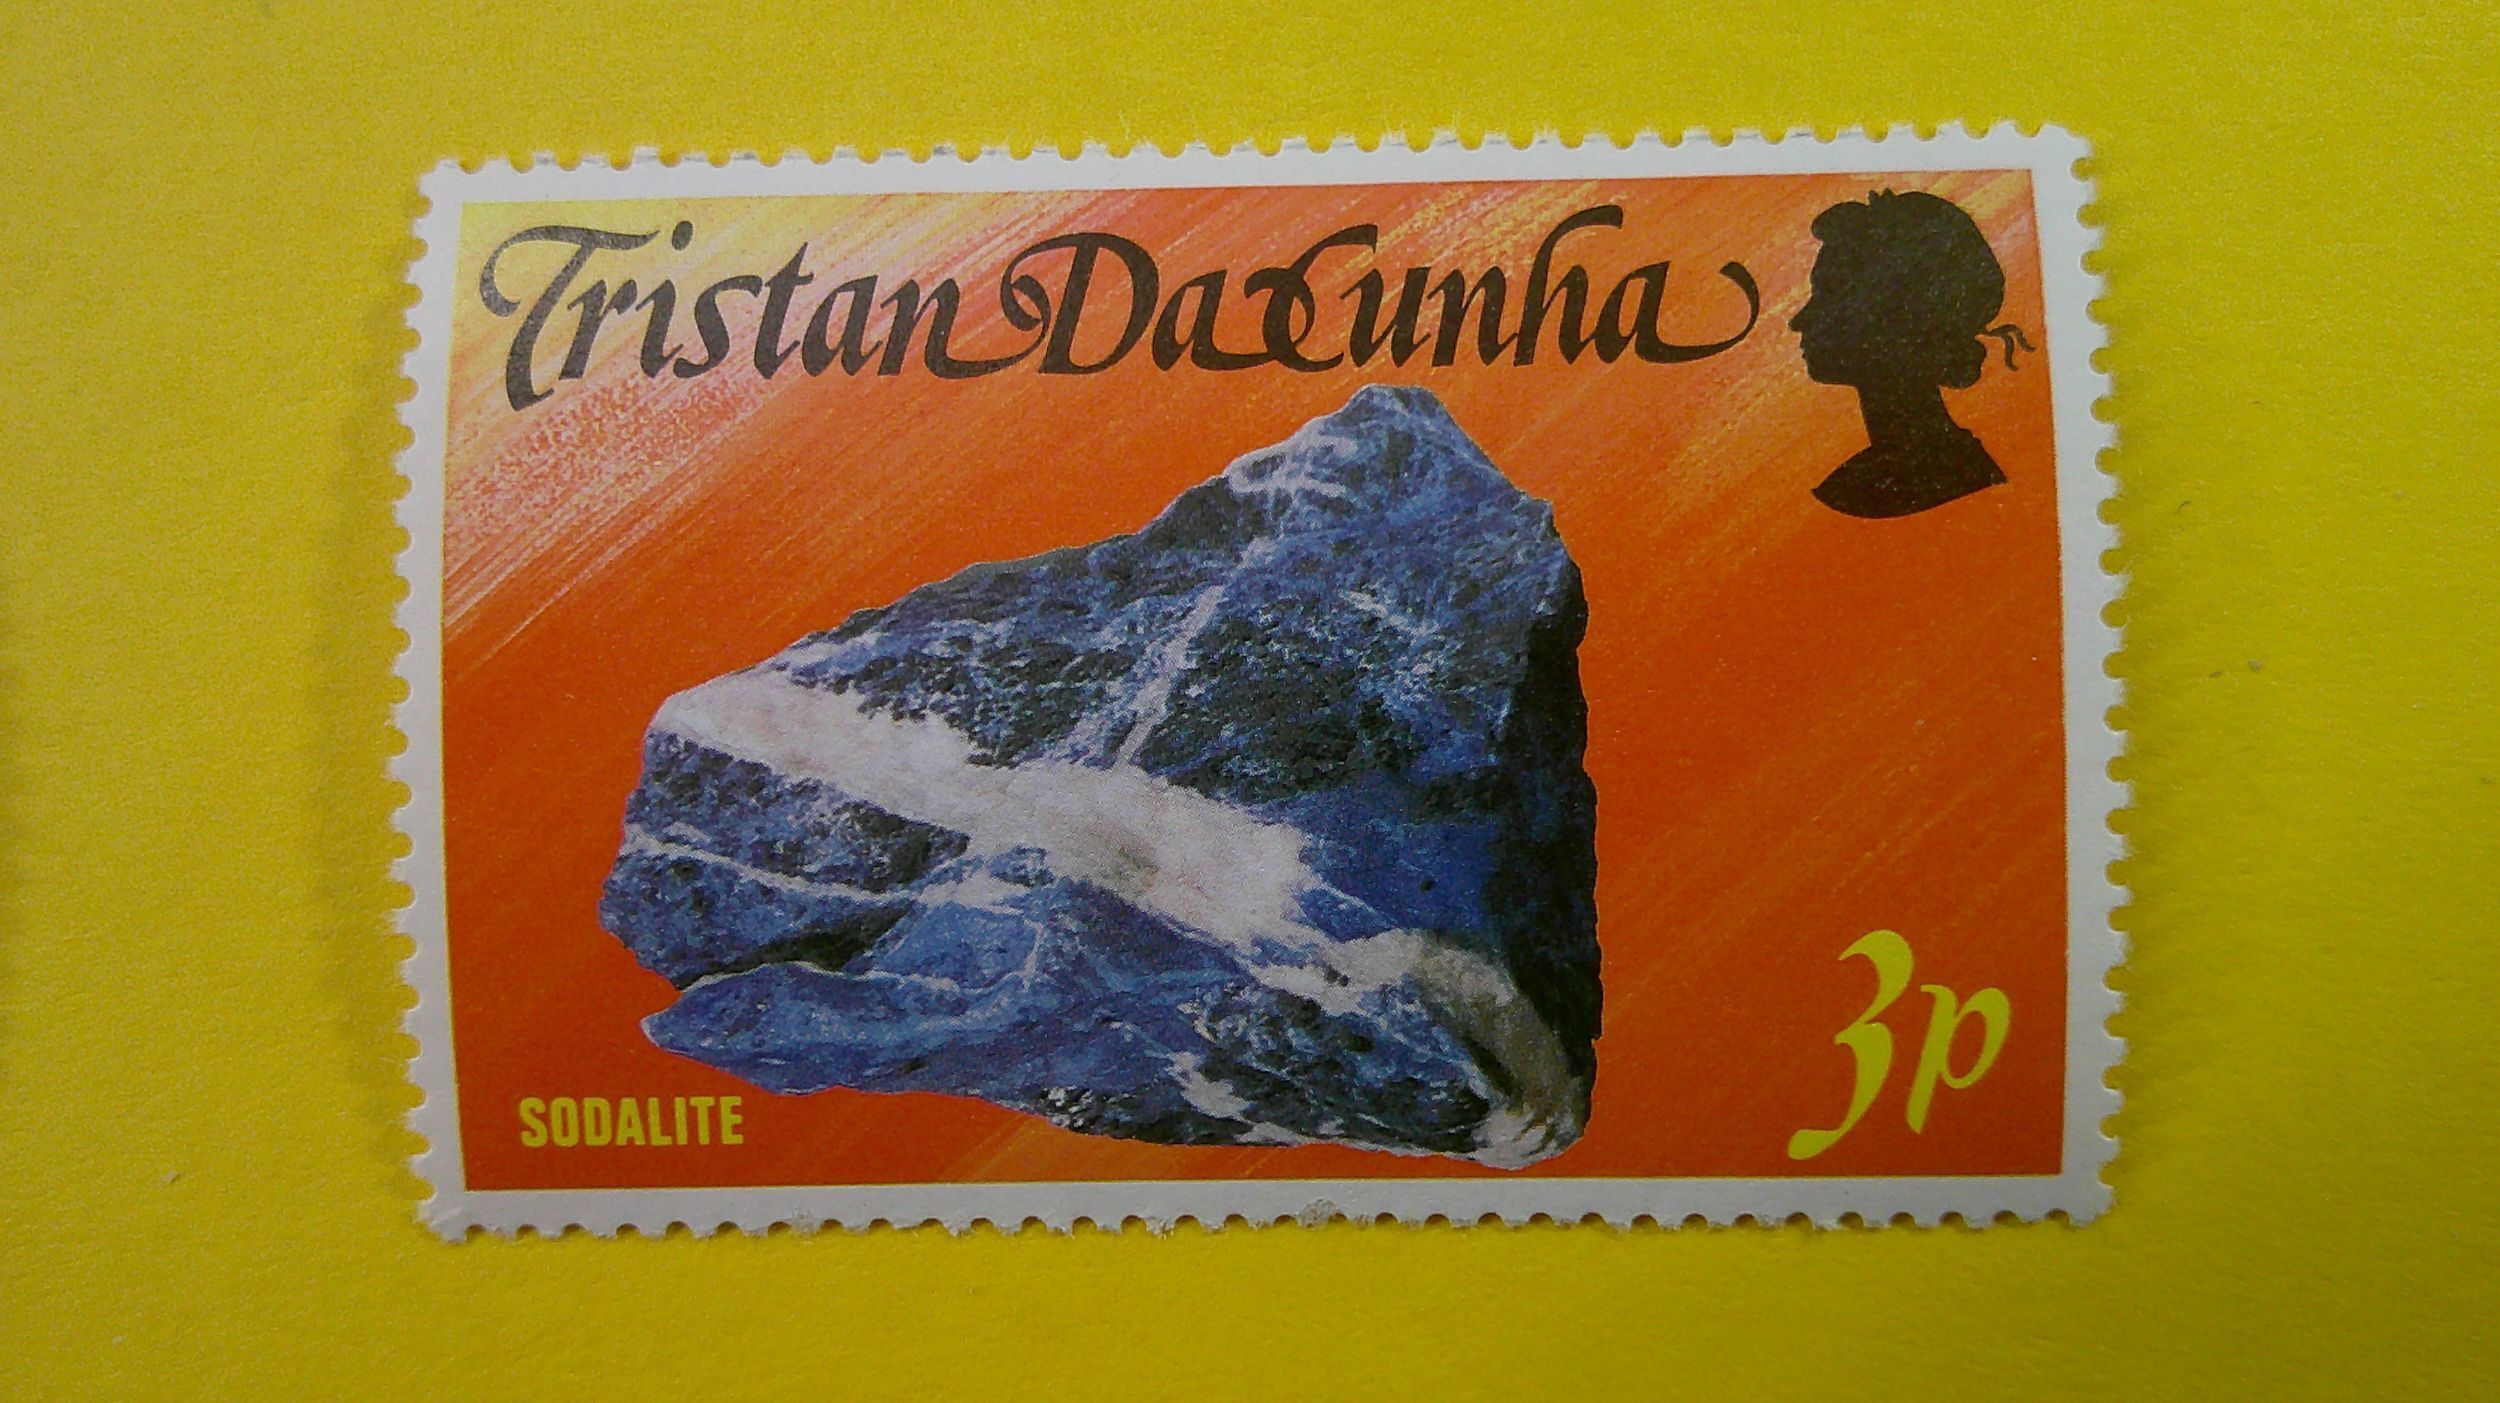 Tristan Da Cunha
3p
SODALITE